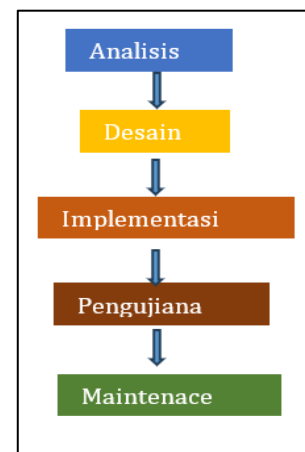 Analisis
Desain
Implementasi
Pengujiana
Maintenace